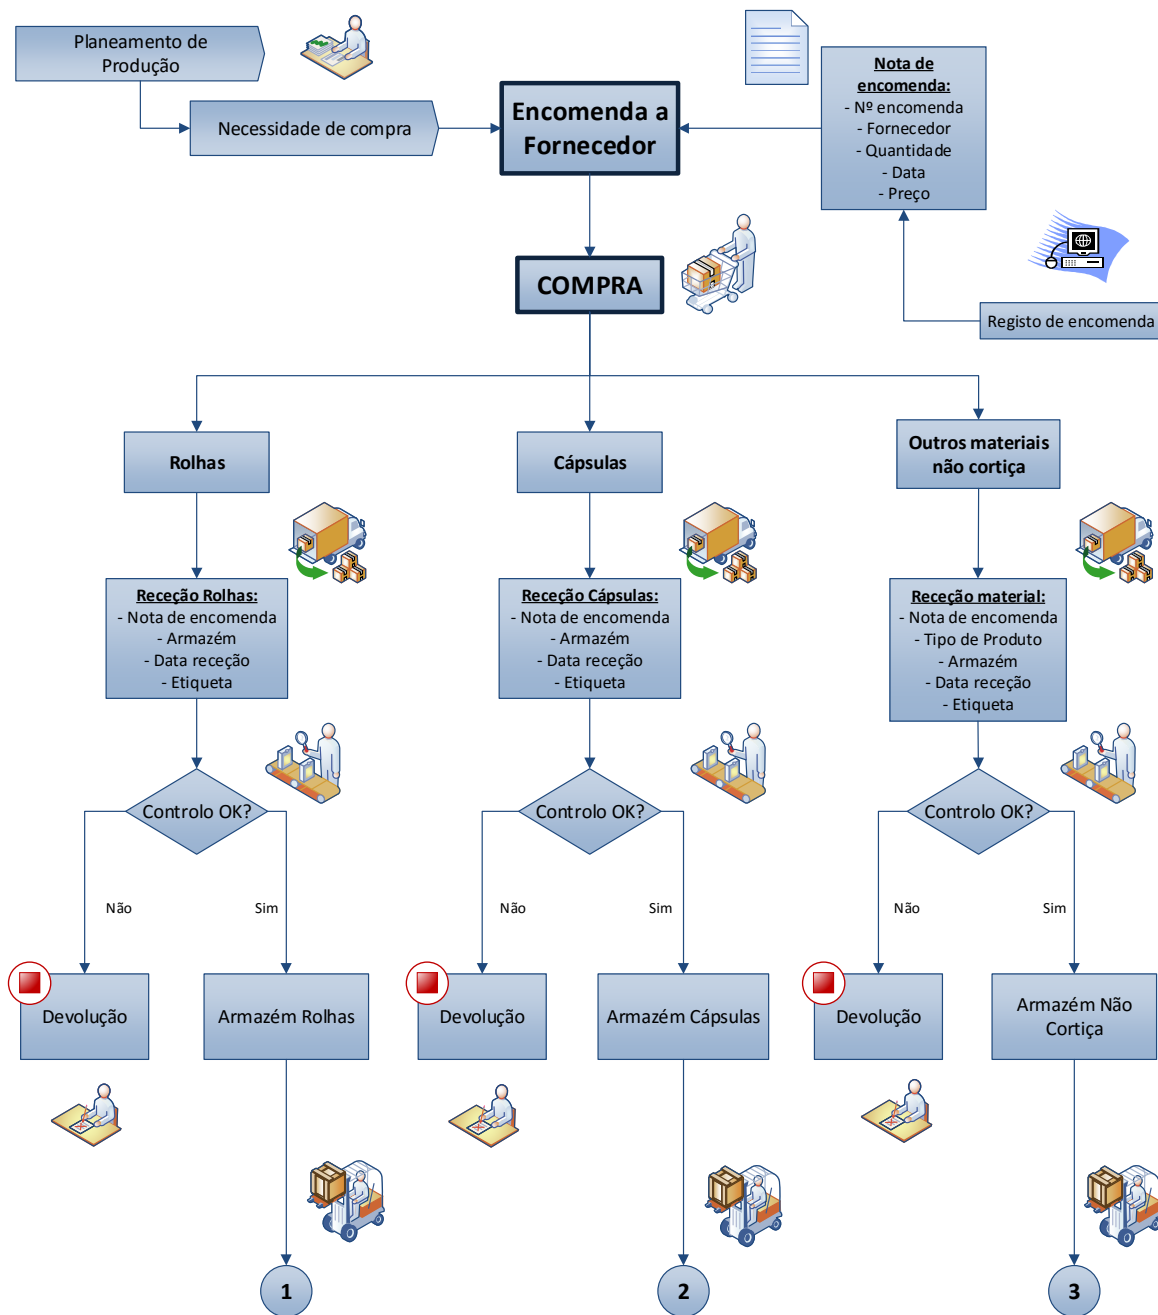 Planeamento de
Produção
Necessidade de compra
Encomenda a
Fornecedor
Nota de
encomenda:
- Nº encomenda
- Fornecedor
- Quantidade
- Data
- Preço
COMPRA
Registo de encomenda
Rolhas
Cápsulas
Outros materiais
não cortiça
Receção Rolhas:
- Nota de encomenda
- Armazém
- Data receção
- Etiqueta
Receção Cápsulas:
- Nota de encomenda
- Armazém
- Data receção
- Etiqueta
Receção material:
- Nota de encomenda
- Tipo de Produto
- Armazém
- Data receção
- Etiqueta
Controlo OK?
Controlo OK?
Controlo OK?
Não
Sim
Não
Sim
Não
Sim
Devolução
Armazém Rolhas
Devolução
Armazém Cápsulas
Devolução
Armazém Não
Cortiça
1
2
3